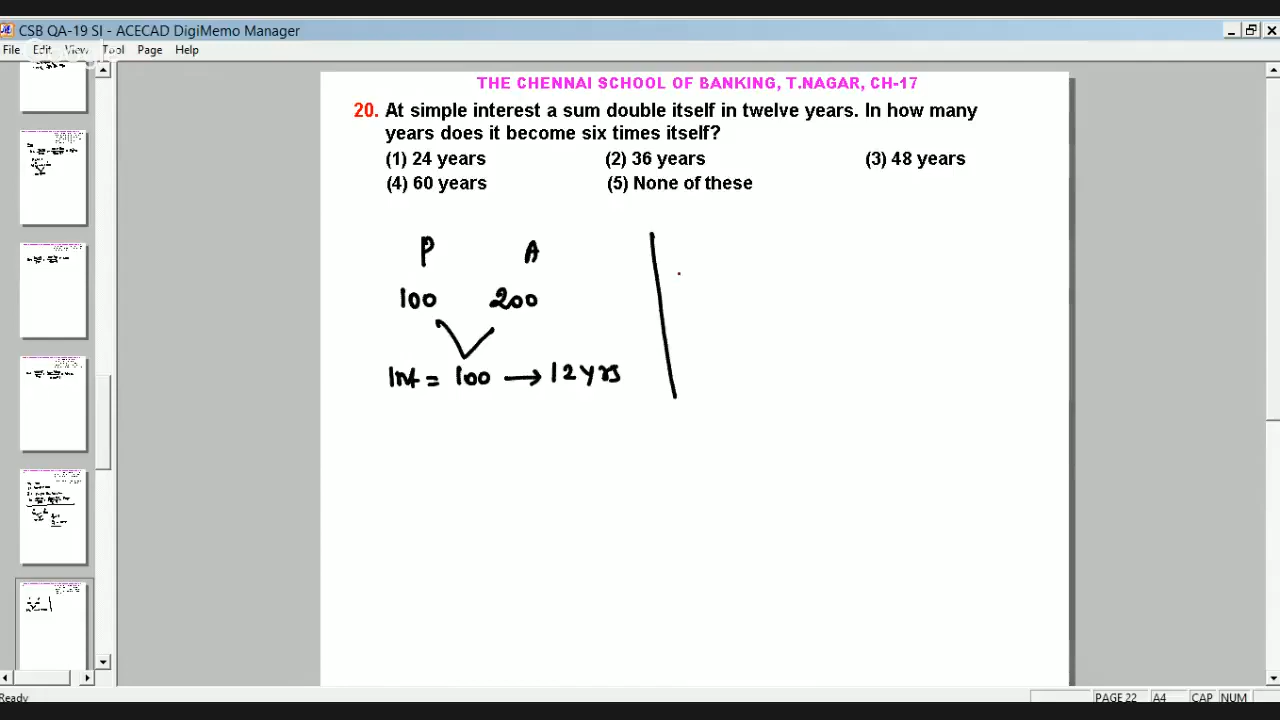 CSB QA-19 SI - ACECAD DigiMemo Manager
File Edit View Tool Page Help
THE CHENNAI SCHOOL OF BANKING, T.NAGAR, CH-17
20. At simple interest a sum double itself in twelve years. In how many
years does it become six times itself?
(1) 24 years (2) 36 years (3) 48 years
(4) 60 years (5) None of these
P A
100 200
Int = 100 → 12 yrs
Ready PAGE 22 A4 CAP NUM